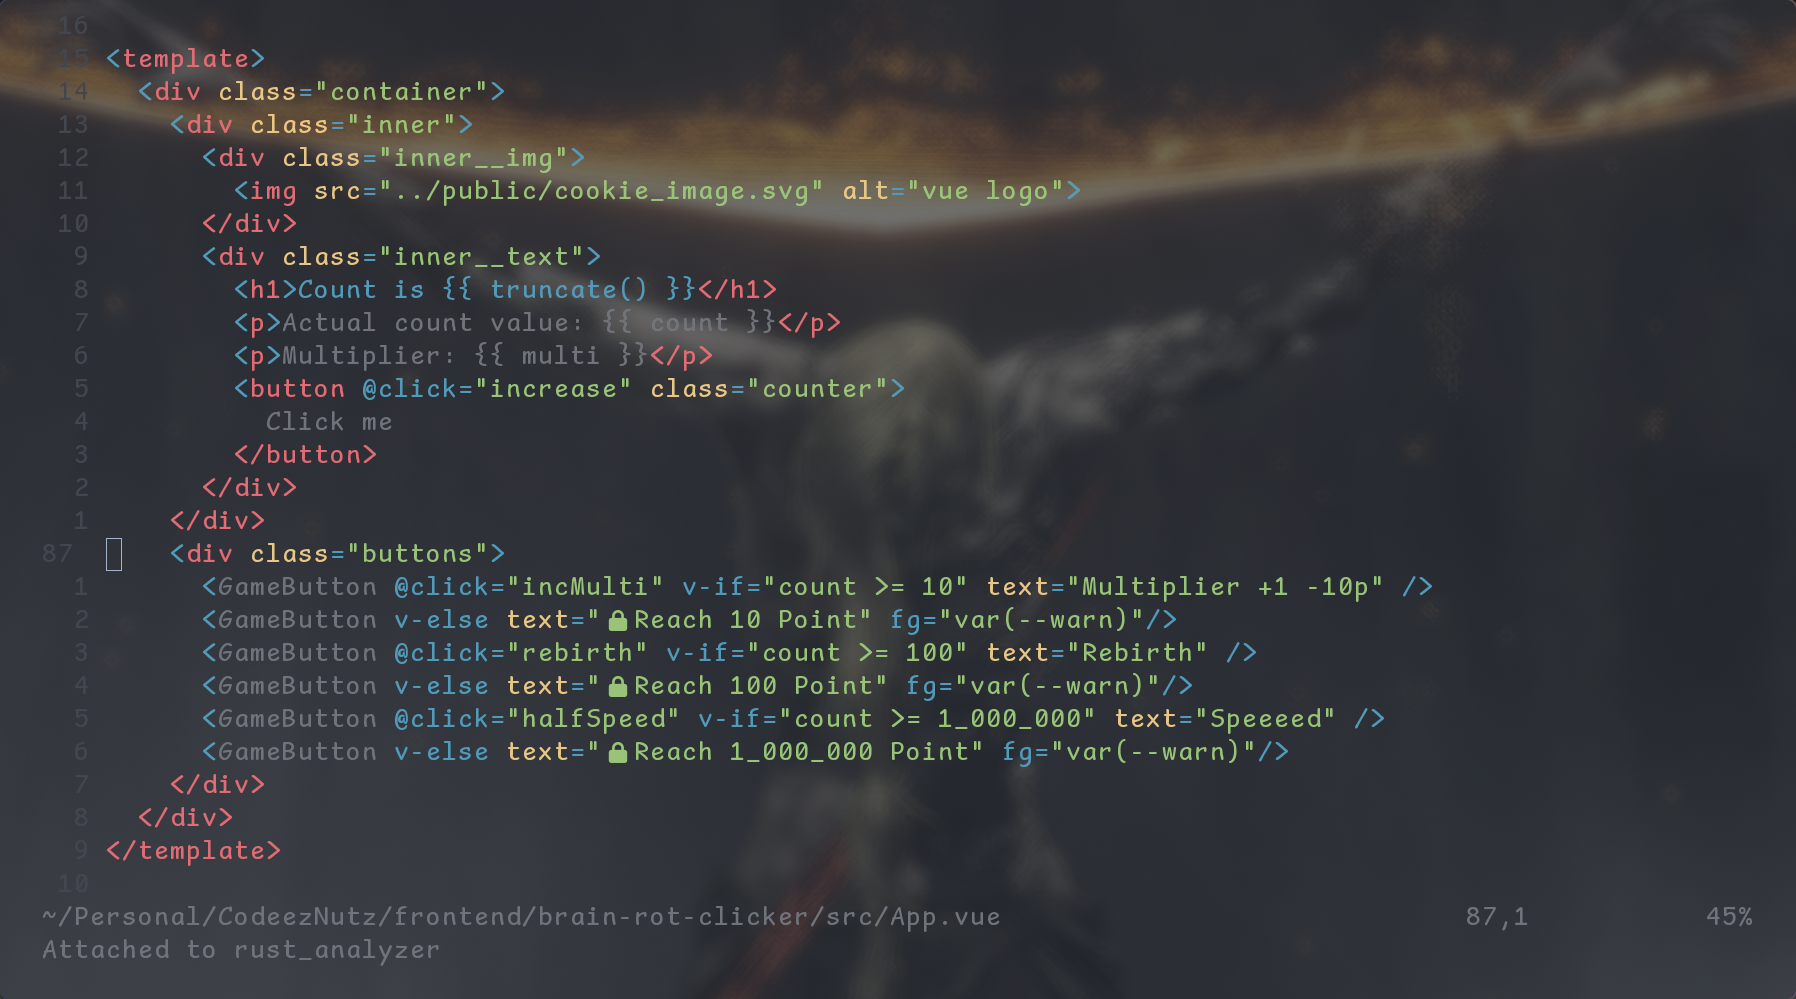 16
15 <template>
14   <div class="container">
13     <div class="inner">
12       <div class="inner__img">
11         <img src="../public/cookie_image.svg" alt="vue logo">
10       </div>
9       <div class="inner__text">
8         <h1>Count is {{ truncate() }}</h1>
7         <p>Actual count value: {{ count }}</p>
6         <p>Multiplier: {{ multi }}</p>
5         <button @click="increase" class="counter">
4           Click me
3         </button>
2       </div>
1     </div>
87     <div class="buttons">
1       <GameButton @click="incMulti" v-if="count >= 10" text="Multiplier +1 -10p" />
2       <GameButton v-else text="🔒Reach 10 Point" fg="var(--warn)"/>
3       <GameButton @click="rebirth" v-if="count >= 100" text="Rebirth" />
4       <GameButton v-else text="🔒Reach 100 Point" fg="var(--warn)"/>
5       <GameButton @click="halfSpeed" v-if="count >= 1_000_000" text="Speeeed" />
6       <GameButton v-else text="🔒Reach 1_000_000 Point" fg="var(--warn)"/>
7     </div>
8   </div>
9 </template>
10
~/Personal/CodeezNutz/frontend/brain-rot-clicker/src/App.vue 87,1 45%
Attached to rust_analyzer